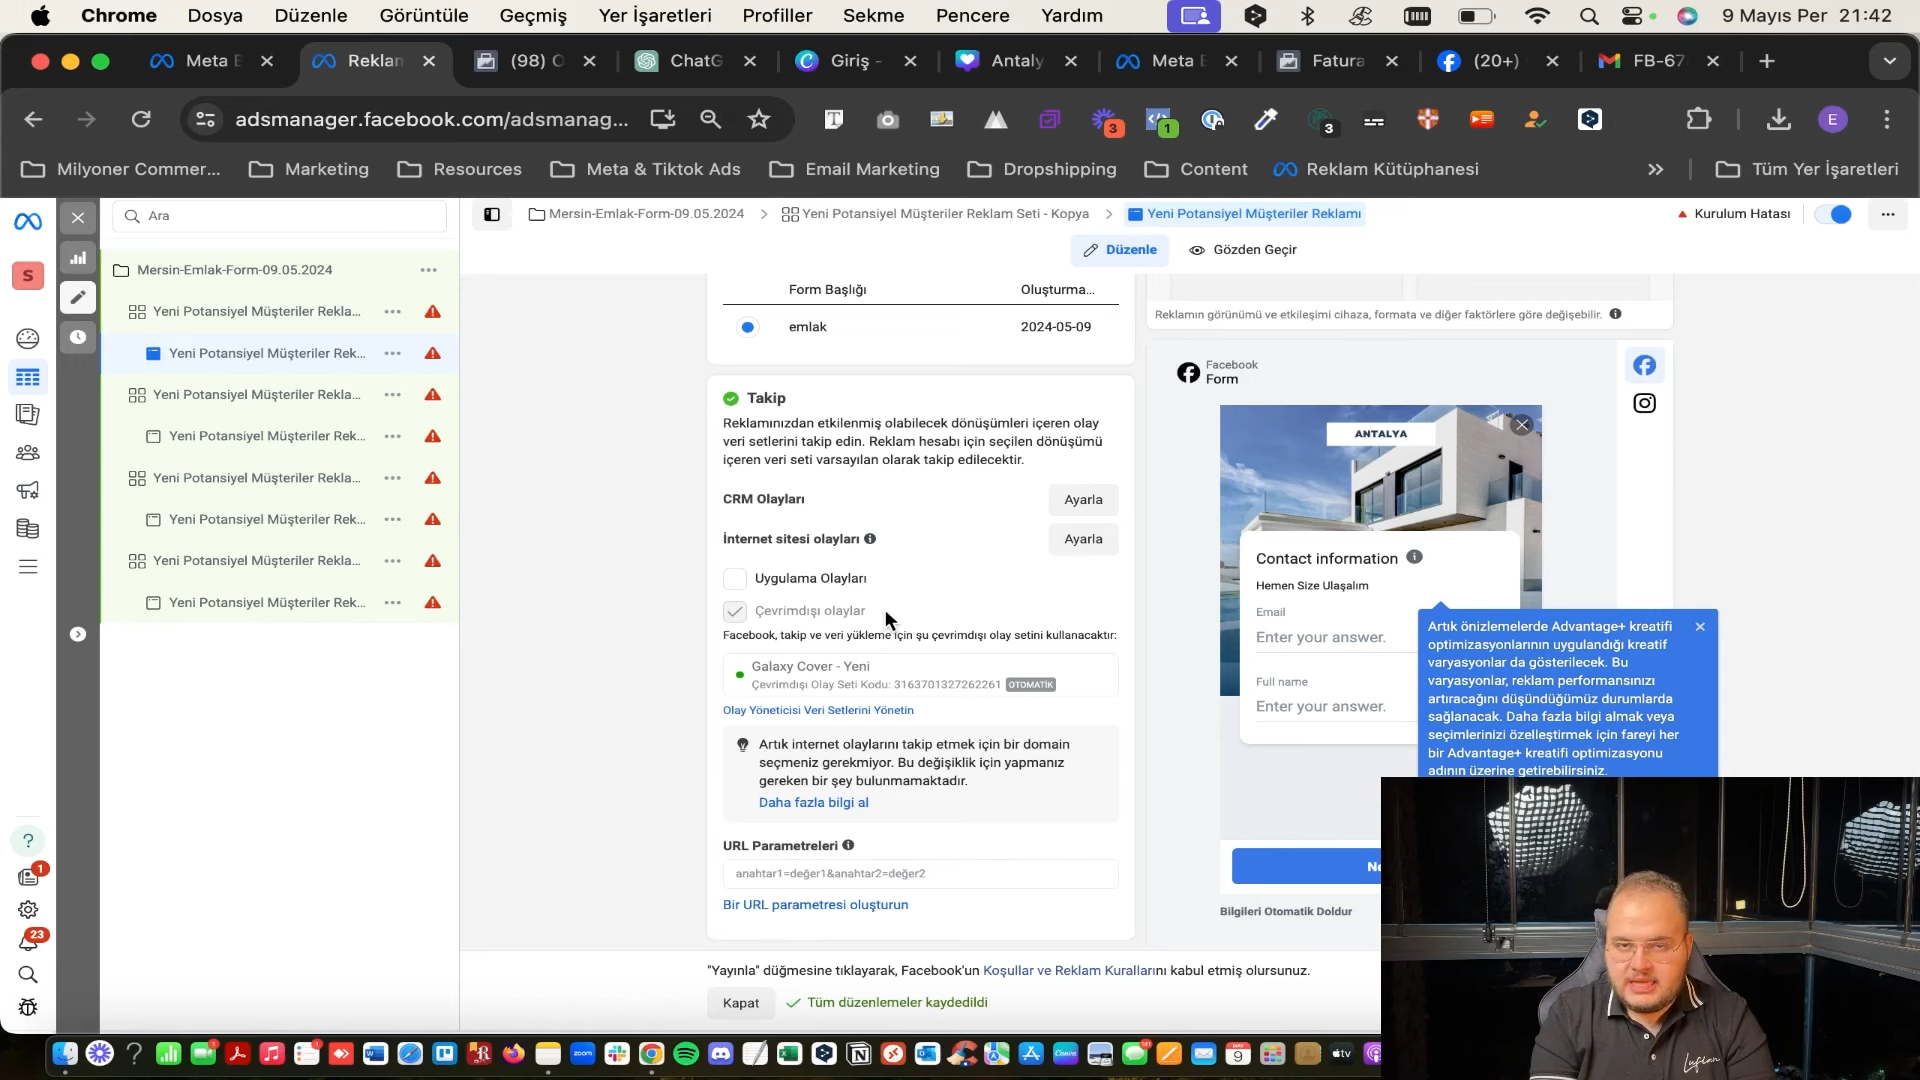 Chrome Dosya Düzenle Görüntüle Geçmiş Yer İşaretleri Profiller Sekme Pencere Yardım 9 Mayıs Per 21:42
Meta E Reklan (98) C ChatG Giriş - Antaly Meta E Fatura (20+) FB-67
adsmanager.facebook.com/adsmanag... 3 1 3 E
Milyoner Commer... Marketing Resources Meta & Tiktok Ads Email Marketing Dropshipping Content Reklam Kütüphanesi Tüm Yer İşaretleri
Ara
Mersin-Emlak-Form-09.05.2024 > Yeni Potansiyel Müşteriler Reklam Seti - Kopya > Yeni Potansiyel Müşteriler Reklamı
Kurulum Hatası
Düzenle Gözden Geçir
S
Mersin-Emlak-Form-09.05.2024
Yeni Potansiyel Müşteriler Rekla...
Yeni Potansiyel Müşteriler Rek...
Yeni Potansiyel Müşteriler Rekla...
Yeni Potansiyel Müşteriler Rek...
Yeni Potansiyel Müşteriler Rekla...
Yeni Potansiyel Müşteriler Rek...
Yeni Potansiyel Müşteriler Rekla...
Yeni Potansiyel Müşteriler Rek...
1
23
Form Başlığı Oluşturma...
emlak 2024-05-09
Takip
Reklamınızdan etkilenmiş olabilecek dönüşümleri içeren olay
veri setlerini takip edin. Reklam hesabı için seçilen dönüşümü
içeren veri seti varsayılan olarak takip edilecektir.
CRM Olayları Ayarla
İnternet sitesi olayları Ayarla
Uygulama Olayları
Çevrimdışı olaylar
Facebook, takip ve veri yükleme için şu çevrimdışı olay setini kullanacaktır:
Galaxy Cover - Yeni
Çevrimdışı Olay Seti Kodu: 3163701327262261 OTOMATİK
Olay Yöneticisi Veri Setlerini Yönetin
Artık internet olaylarını takip etmek için bir domain
seçmeniz gerekmiyor. Bu değişiklik için yapmanız
gereken bir şey bulunmamaktadır.
Daha fazla bilgi al
URL Parametreleri
anahtar1=değer1&anahtar2=değer2
Bir URL parametresi oluşturun
"Yayınla" düğmesine tıklayarak, Facebook'un Koşullar ve Reklam Kurallarını kabul etmiş olursunuz.
Kapat Tüm düzenlemeler kaydedildi
Reklamın görünümü ve etkileşimi cihaza, formata ve diğer faktörlere göre değişebilir.
Facebook
Form
ANTALYA
Contact information
Hemen Size Ulaşalım
Email
Enter your answer.
Full name
Enter your answer.
Artık önizlemelerde Advantage+ kreatifi
optimizasyonlarının uygulandığı kreatif
varyasyonlar da gösterilecek. Bu
varyasyonlar, reklam performansınızı
artıracağını düşündüğümüz durumlarda
sağlanacak. Daha fazla bilgi almak veya
seçimlerinizi özelleştirmek için fareyi her
bir Advantage+ kreatifi optimizasyonu
adının üzerine getirebilirsiniz.
Ne
Bilgileri Otomatik Doldur